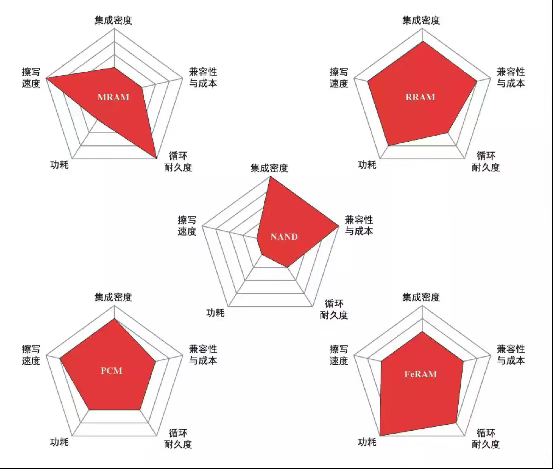 集成密度
擦写
速度
兼容性
与成本
MRAM
功耗
循环
耐久度
集成密度
擦写
速度
兼容性
与成本
RRAM
功耗
循环
耐久度
集成密度
擦写
速度
兼容性
与成本
NAND
功耗
循环
耐久度
集成密度
擦写
速度
兼容性
与成本
PCM
功耗
循环
耐久度
集成密度
擦写
速度
兼容性
与成本
FeRAM
功耗
循环
耐久度